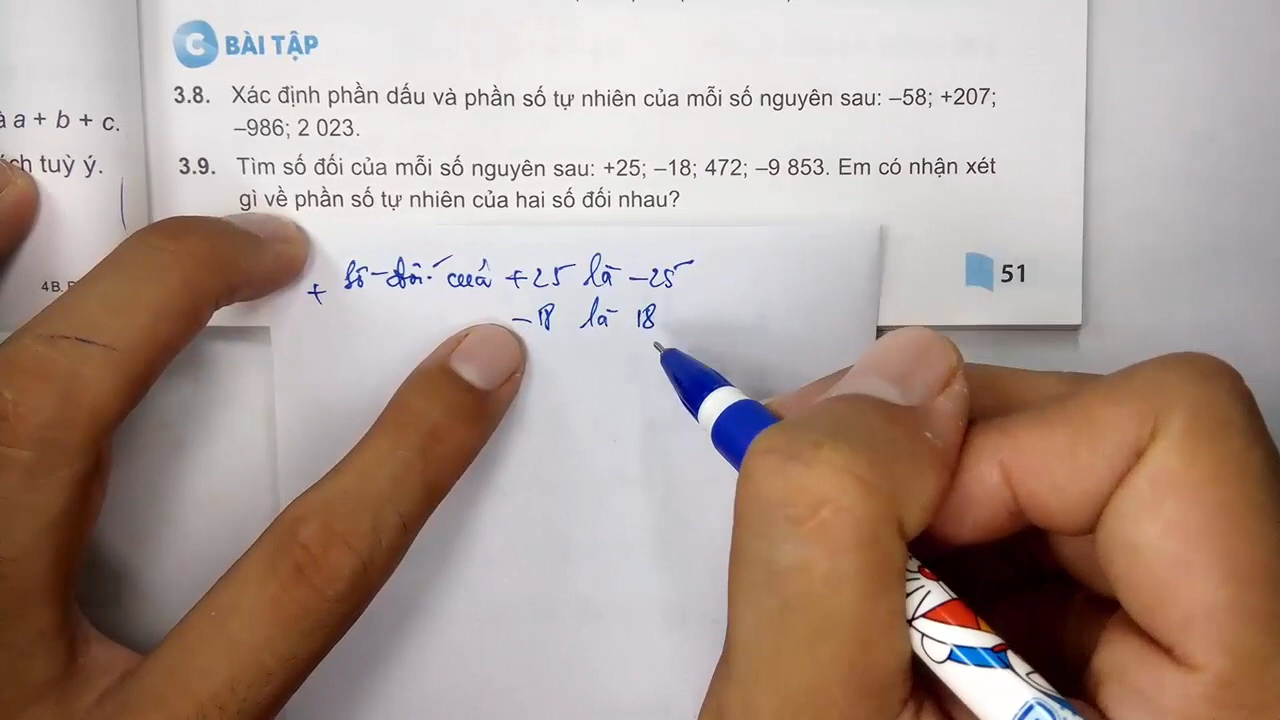 C BÀI TẬP
a + b + c.
tuỳ ý.
3.8. Xác định phần dấu và phần số tự nhiên của mỗi số nguyên sau: –58; +207;
–986; 2 023.
3.9. Tìm số đối của mỗi số nguyên sau: +25; –18; 472; –9 853. Em có nhận xét
gì về phần số tự nhiên của hai số đối nhau?
4B.
51
+ Số đối của +25 là -25
-18 là 18